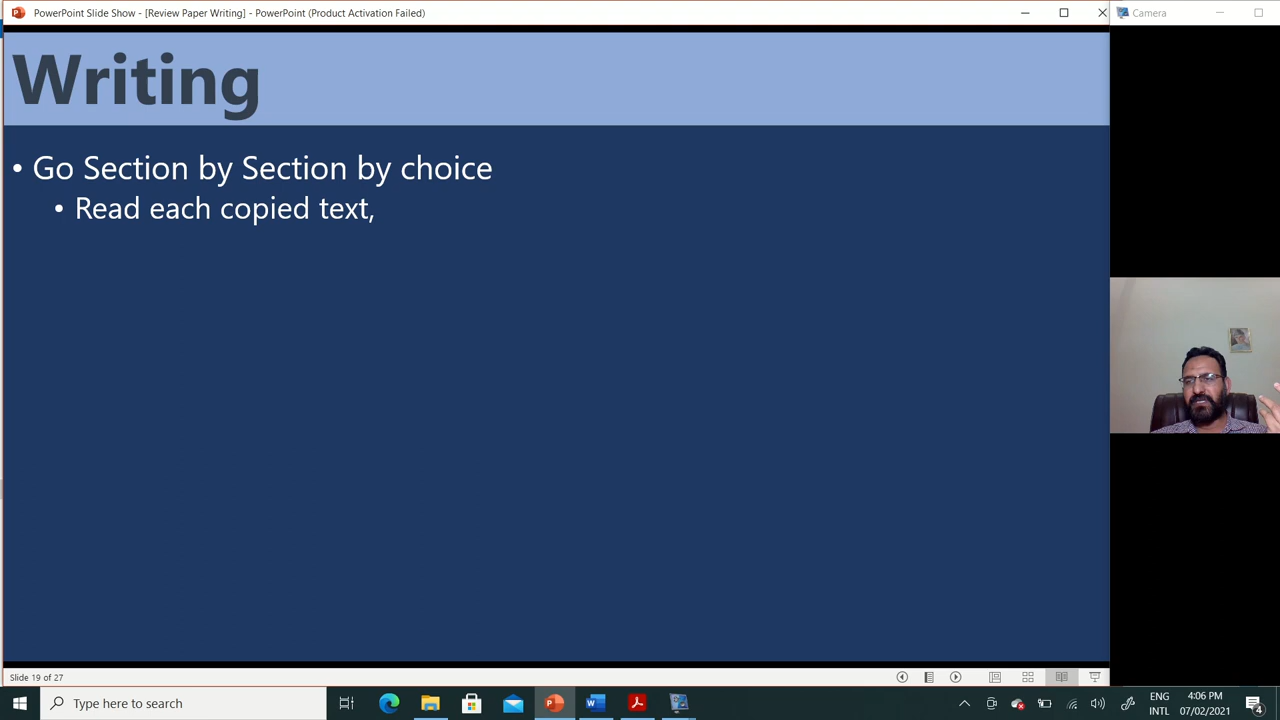 PowerPoint Slide Show - [Review Paper Writing] - PowerPoint (Product Activation Failed)
Camera
Writing
• Go Section by Section by choice
• Read each copied text,
Slide 19 of 27
Type here to search
ENG
INTL
4:06 PM
07/02/2021
4